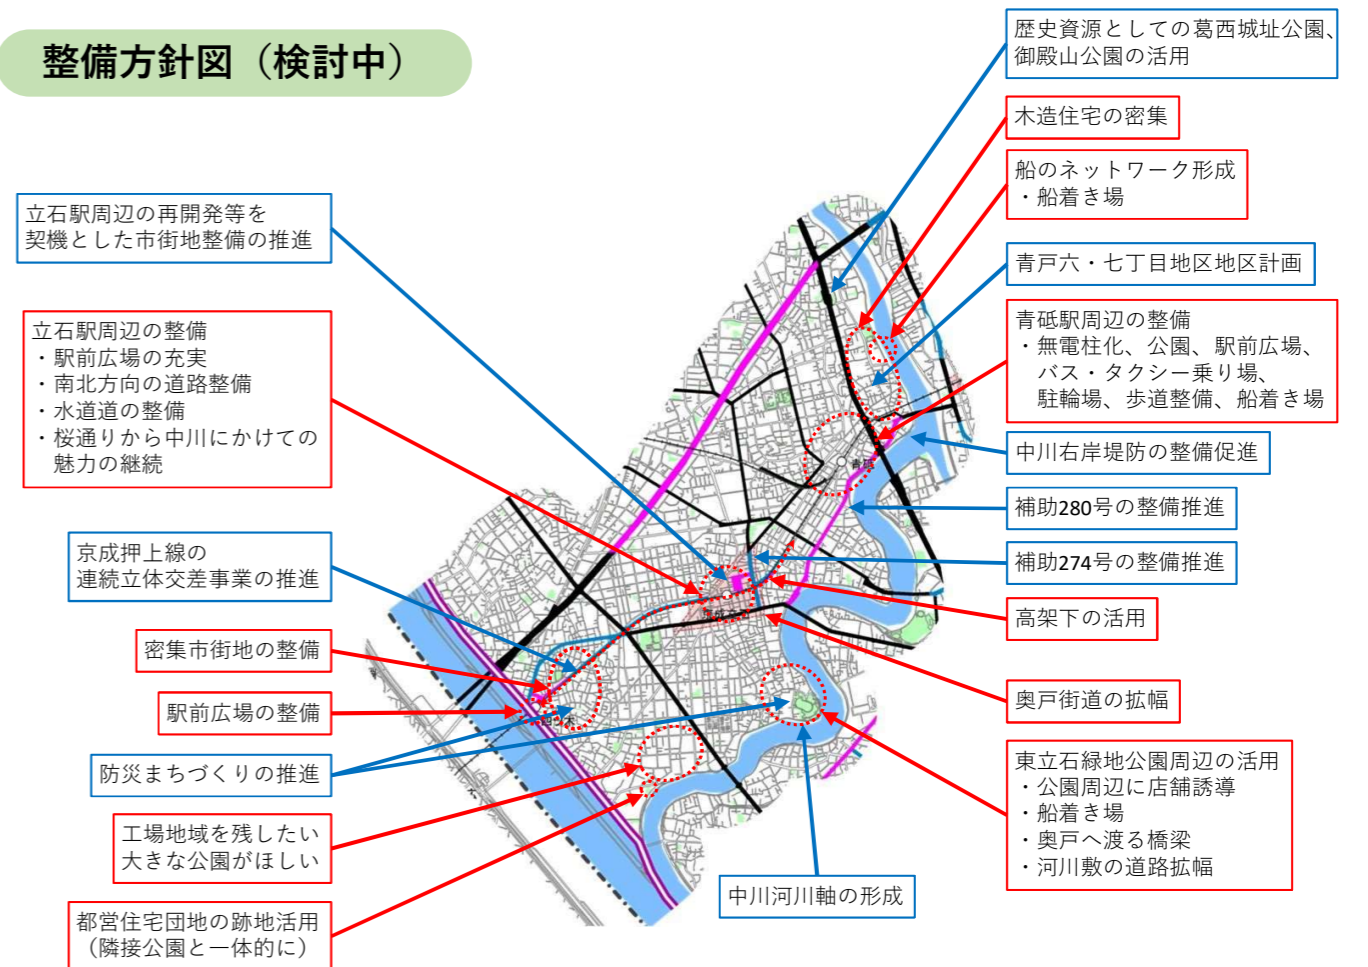 整備方針図（検討中）
立石駅周辺の再開発等を
契機とした市街地整備の推進
立石駅周辺の整備
・駅前広場の充実
・南北方向の道路整備
・水道道の整備
・桜通りから中川にかけての
魅力の継続
京成押上線の
連続立体交差事業の推進
密集市街地の整備
駅前広場の整備
防災まちづくりの推進
工場地域を残したい
大きな公園がほしい
都営住宅団地の跡地活用
（隣接公園と一体的に）
歴史資源としての葛西城址公園、
御殿山公園の活用
木造住宅の密集
船のネットワーク形成
・船着き場
青戸六・七丁目地区地区計画
青砥駅周辺の整備
・無電柱化、公園、駅前広場、
バス・タクシー乗り場、
駐輪場、歩道整備、船着き場
中川右岸堤防の整備促進
補助280号の整備推進
補助274号の整備推進
高架下の活用
奥戸街道の拡幅
東立石緑地公園周辺の活用
・公園周辺に店舗誘導
・船着き場
・奥戸へ渡る橋梁
・河川敷の道路拡幅
中川河川軸の形成
青砥
四ツ木